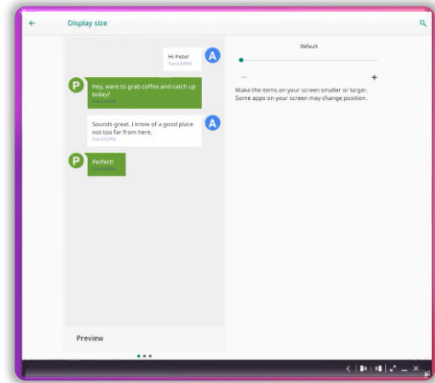 Display size
Hi Pete!
A
P
Hey, want to grab coffee and catch up
today?
Sounds great. I know of a good place
not too far from here.
A
P
Perfect!
Preview
Default
Make the items on your screen smaller or larger.
Some apps on your screen may change position.